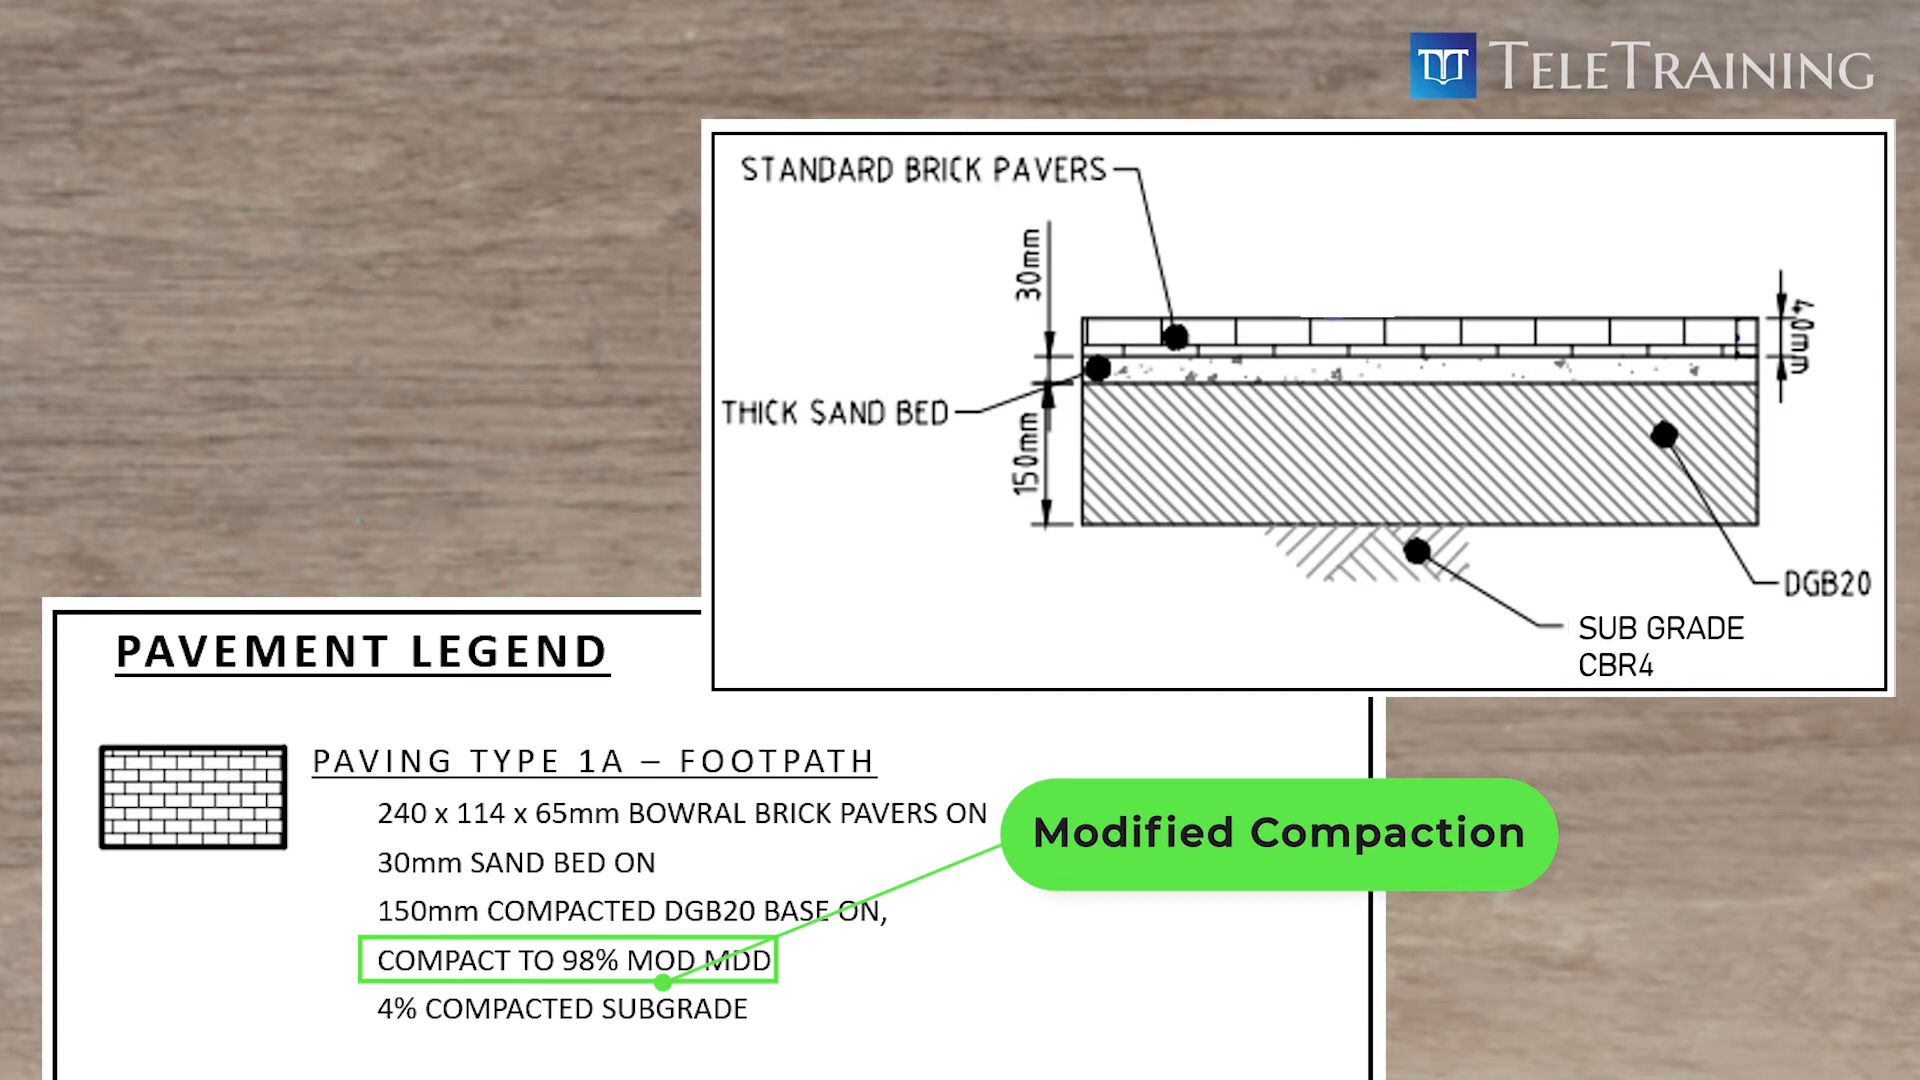 TELETRAINING
STANDARD BRICK PAVERS
30mm
40mm
THICK SAND BED
150mm
DGB20
SUB GRADE
CBR4
PAVEMENT LEGEND
PAVING TYPE 1A – FOOTPATH
240 x 114 x 65mm BOWRAL BRICK PAVERS ON
30mm SAND BED ON
150mm COMPACTED DGB20 BASE ON,
COMPACT TO 98% MOD MDD
4% COMPACTED SUBGRADE
Modified Compaction